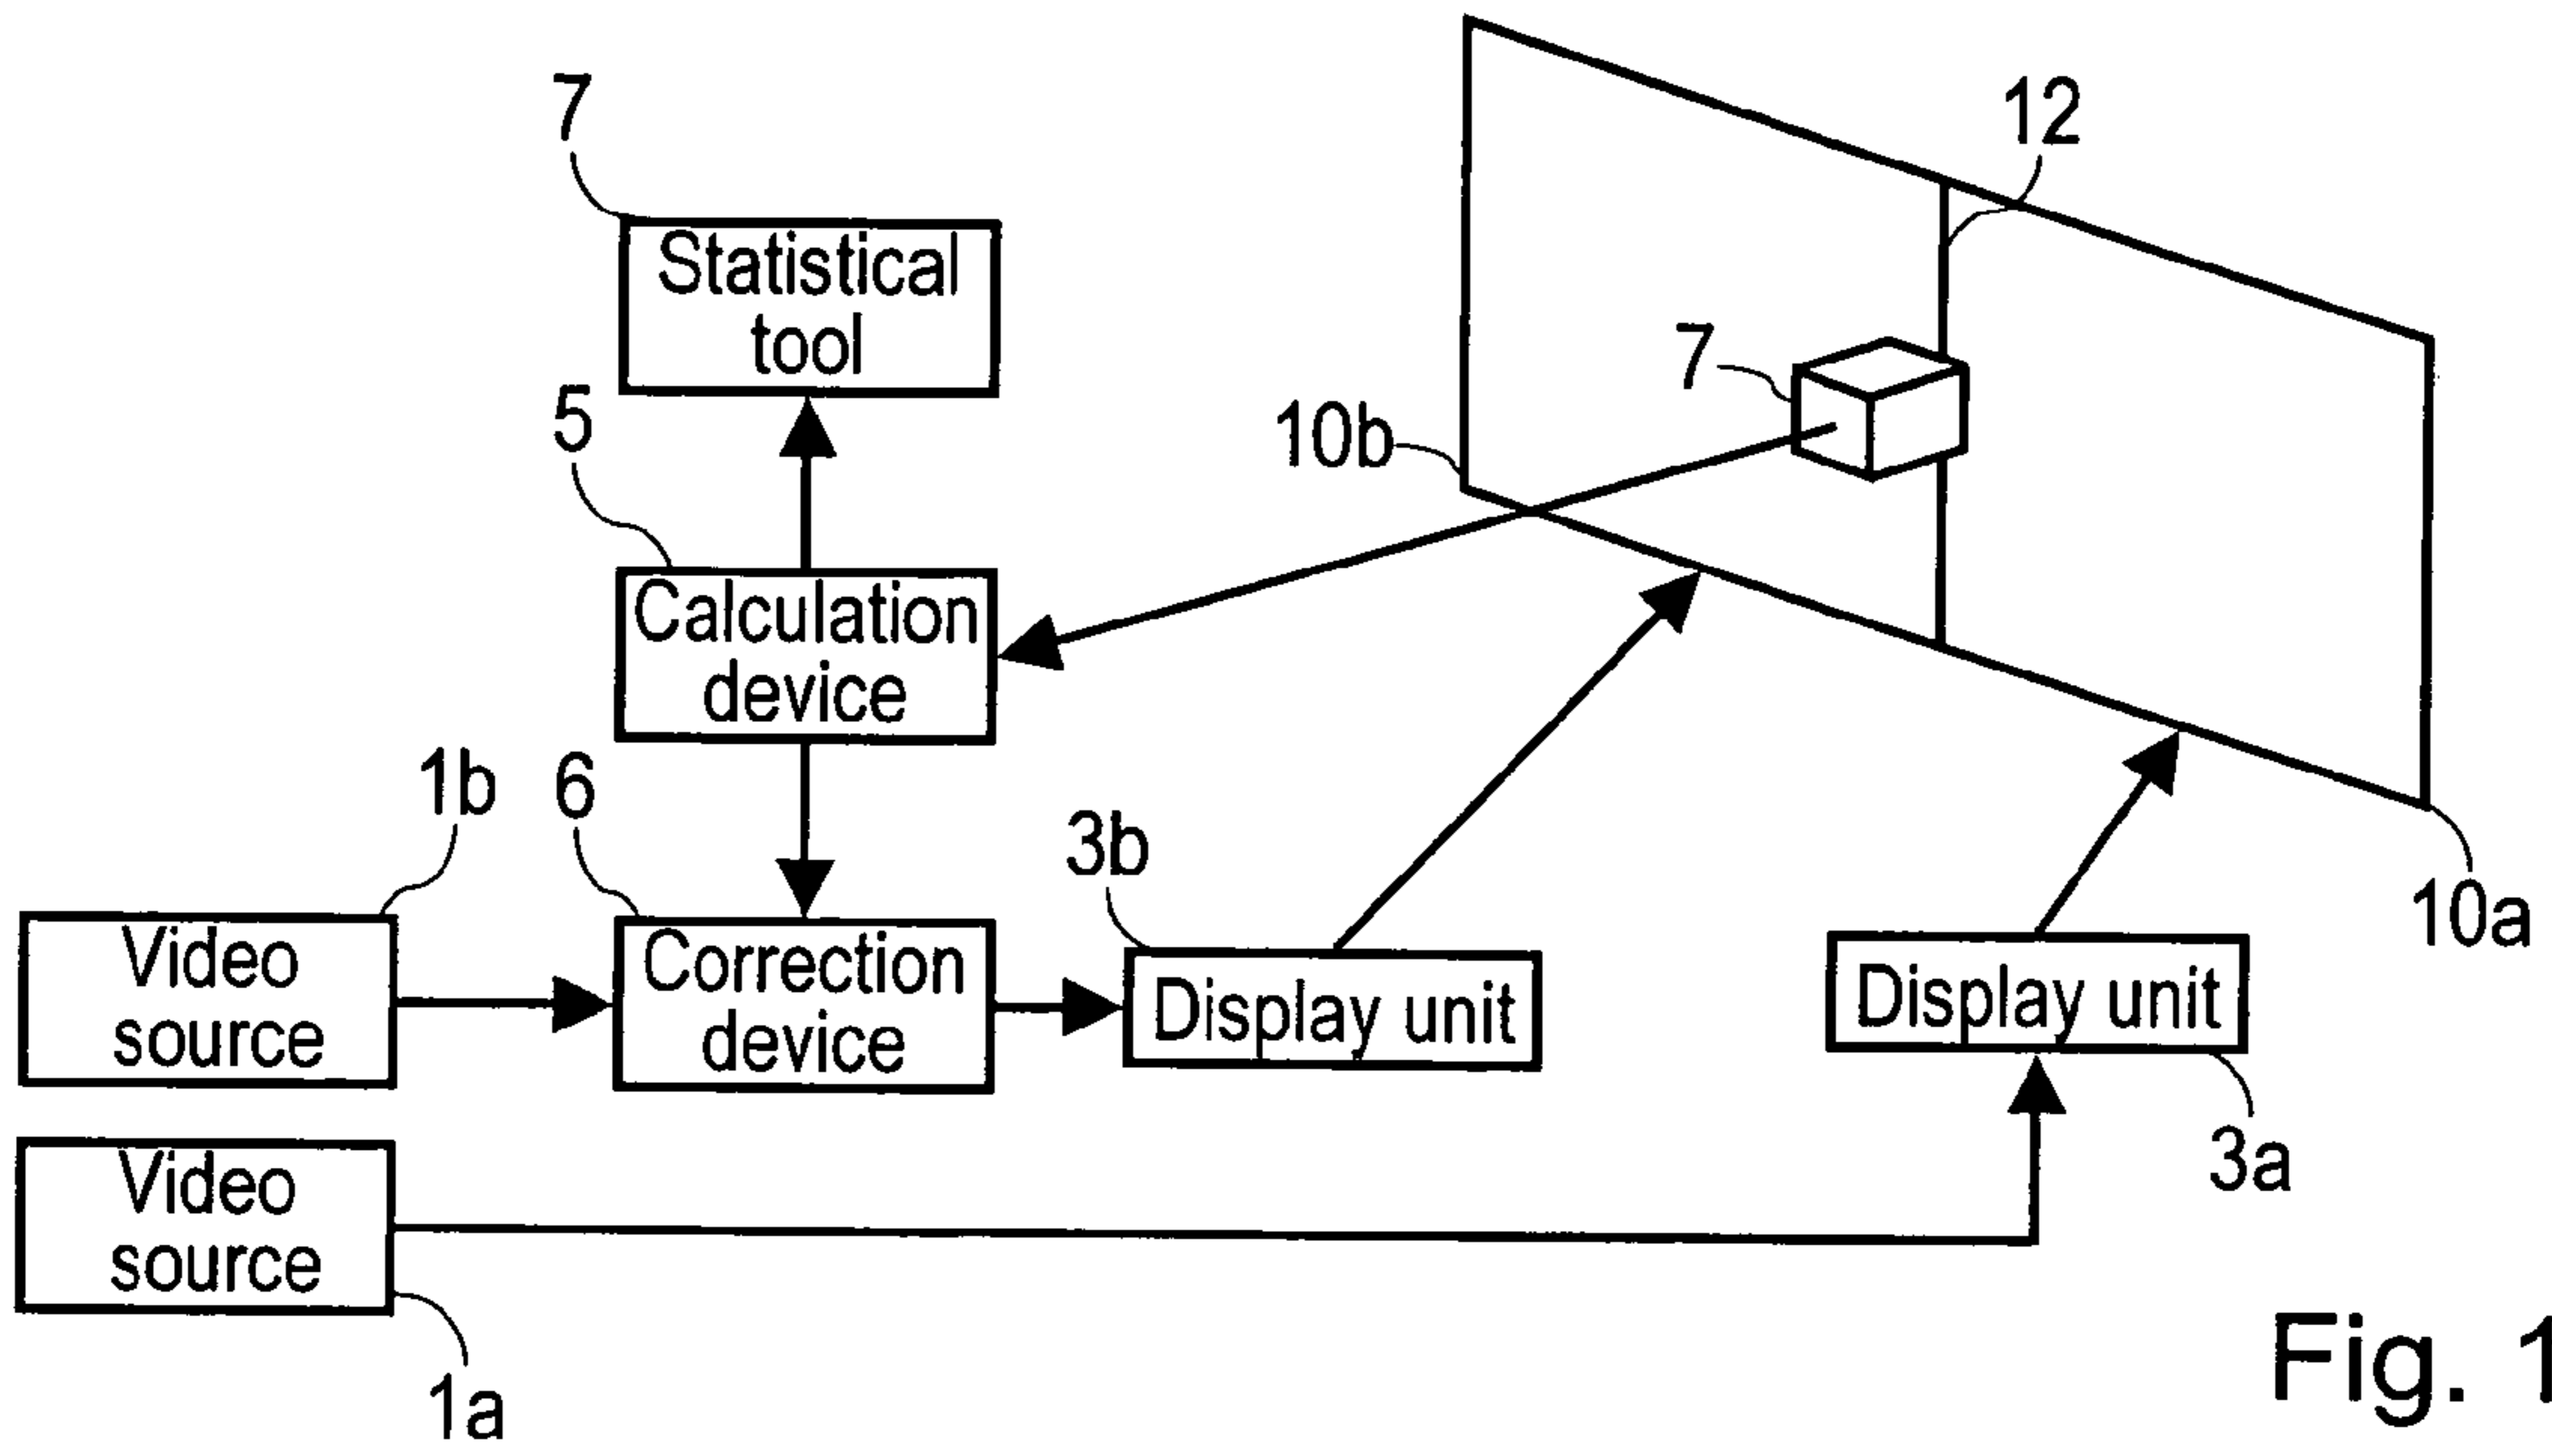 7
12
Statistical
tool
7
5
10b
Calculation
device
1b
6
3b
10a
Video
source
Correction
device
Display unit
Display unit
3a
Video
source
1a
Fig. 1